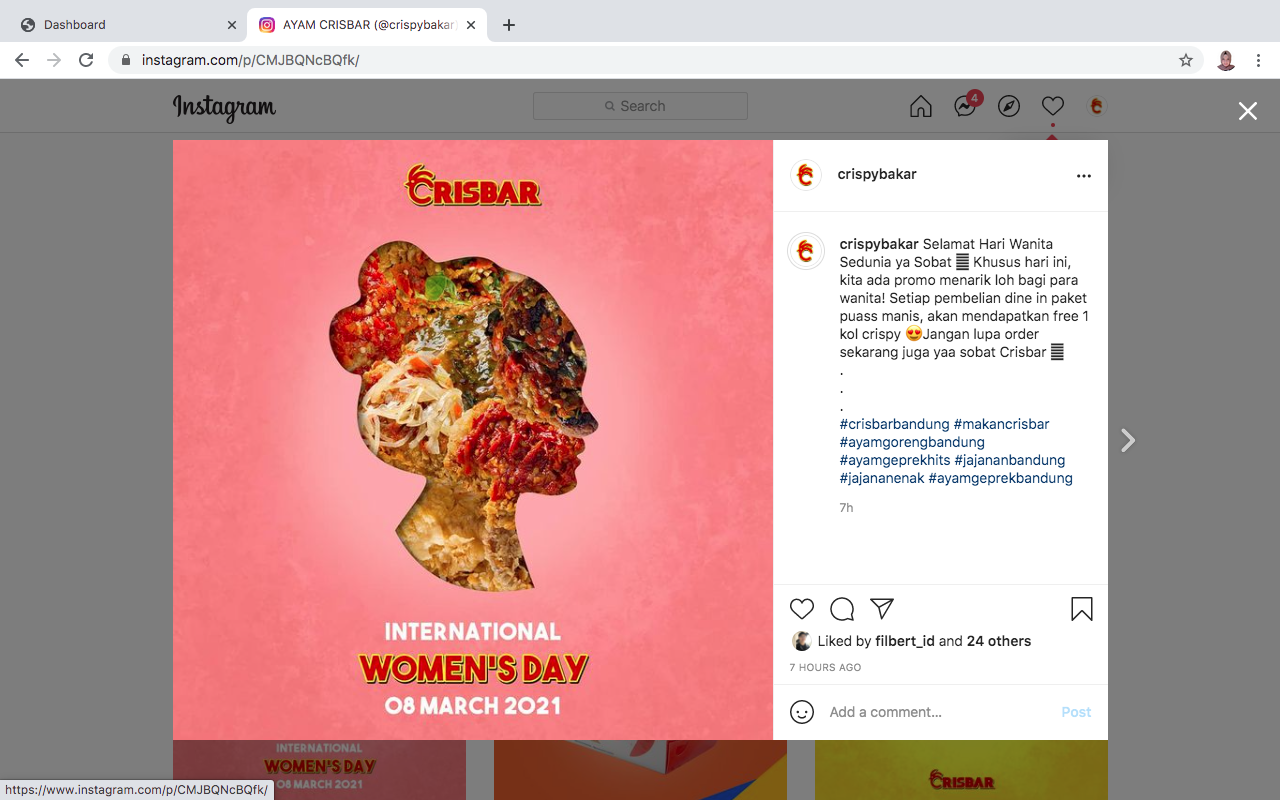 Dashboard
AYAM CRISBAR (@crispybakar)
instagram.com/p/CMJBQNcBQfk/
Instagram
Search
4
CRISBAR
INTERNATIONAL
WOMEN'S DAY
08 MARCH 2021
crispybakar
crispybakar Selamat Hari Wanita
Sedunia ya Sobat Khusus hari ini,
kita ada promo menarik loh bagi para
wanita! Setiap pembelian dine in paket
puass manis, akan mendapatkan free 1
kol crispy 😍Jangan lupa order
sekarang juga yaa sobat Crisbar
.
.
.
#crisbarbandung #makancrisbar
#ayamgorengbandung
#ayamgeprekhits #jajananbandung
#jajananenak #ayamgeprekbandung
7h
Liked by filbert_id and 24 others
7 HOURS AGO
Add a comment...
Post
INTERNATIONAL
WOMEN'S DAY
08 MARCH 2021
CRISBAR
https://www.instagram.com/p/CMJBQNcBQfk/